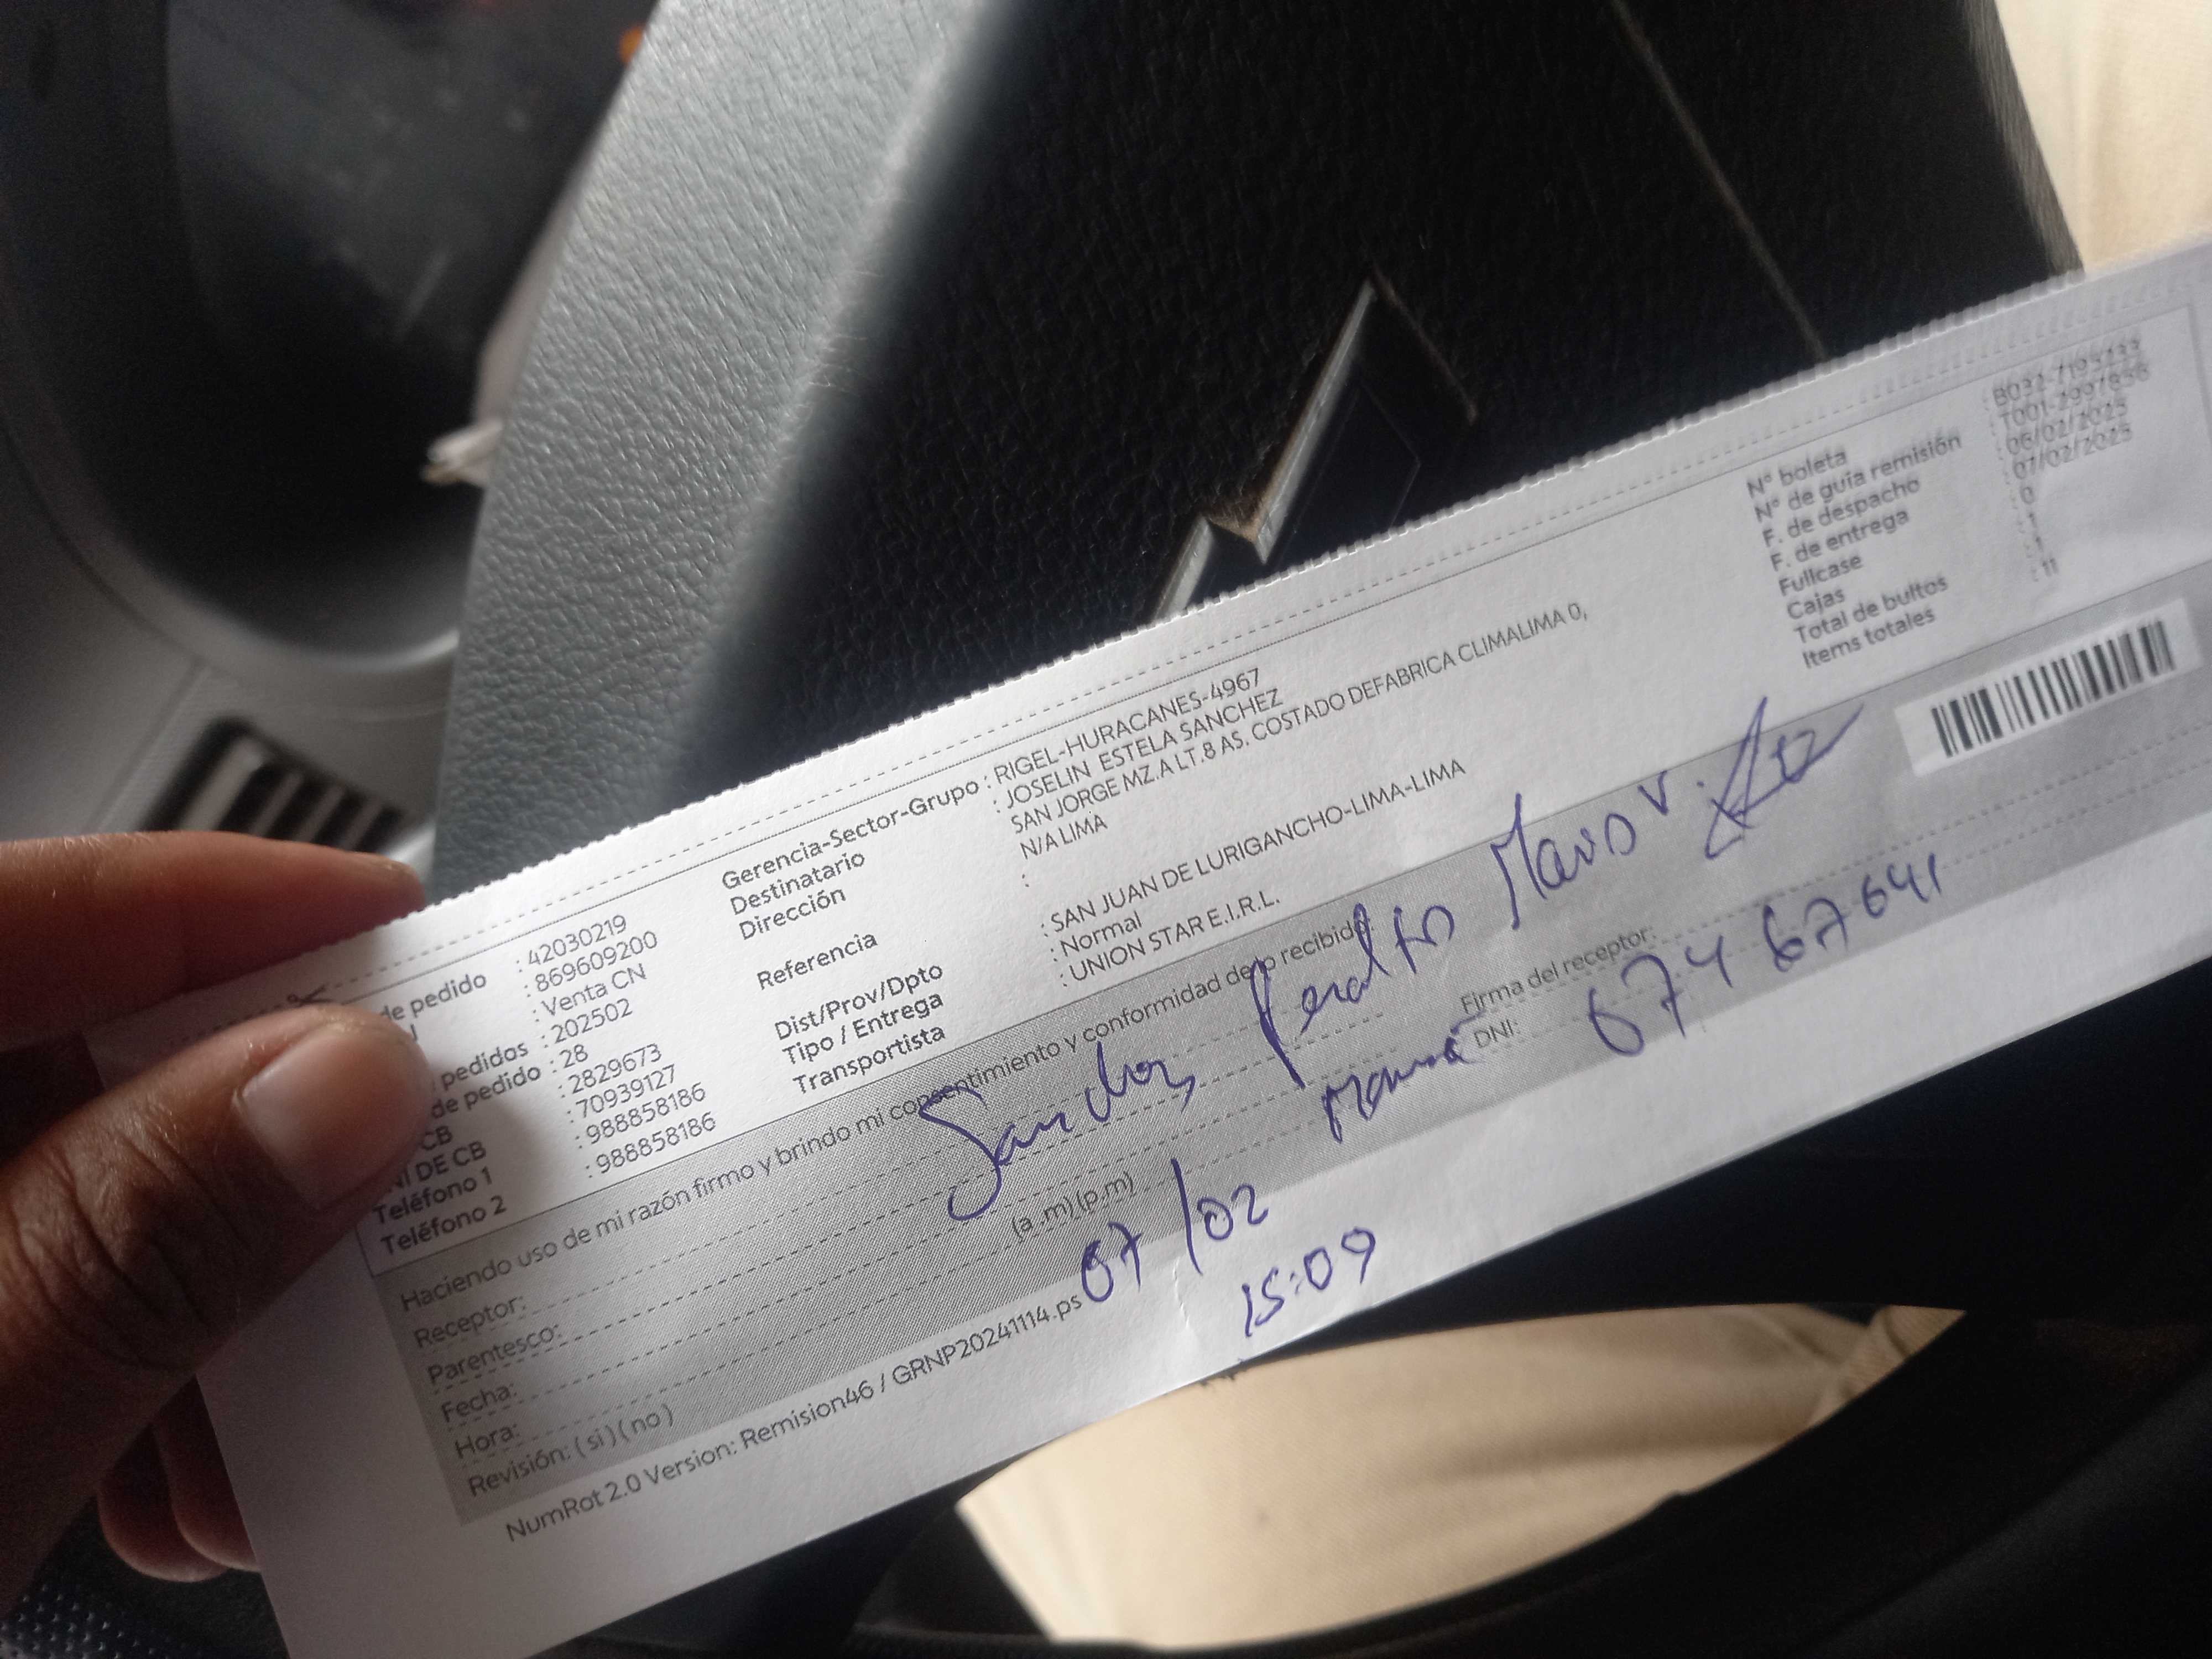 de pedido : 42030219
: 869609200
: Venta CN
pedidos : 202502
de pedido : 28
CB : 2829673
NI DE CB : 70939127
Teléfono 1 : 988858186
Teléfono 2 : 988858186
Gerencia-Sector-Grupo : RIGEL-HURACANES-4967
Destinatario : JOSELIN ESTELA SANCHEZ
Dirección SAN JORGE MZ.A LT.8 AS. COSTADO DEFABRICA CLIMALIMA 0,
N/A LIMA
Referencia :
Dist/Prov/Dpto : SAN JUAN DE LURIGANCHO-LIMA-LIMA
Tipo / Entrega : Normal
Transportista : UNION STAR E.I.R.L.
N° boleta
N° de guía remisión
F. de despacho : 06/02/2025
F. de entrega : 07/02/2025
Fullcase : 0
Cajas : 1
Total de bultos : 1
Items totales : 11
Haciendo uso de mi razón firmo y brindo mi consentimiento y conformidad de lo recibido:
Receptor: Sanchez Peralta
Parentesco: Mamá
Firma del receptor:
DNI:
Fecha: 07/02
Hora: (a .m) (p.m) 15:09
Revisión: ( si ) ( no )
NumRot 2.0 Version: Remision46 / GRNP20241114.ps